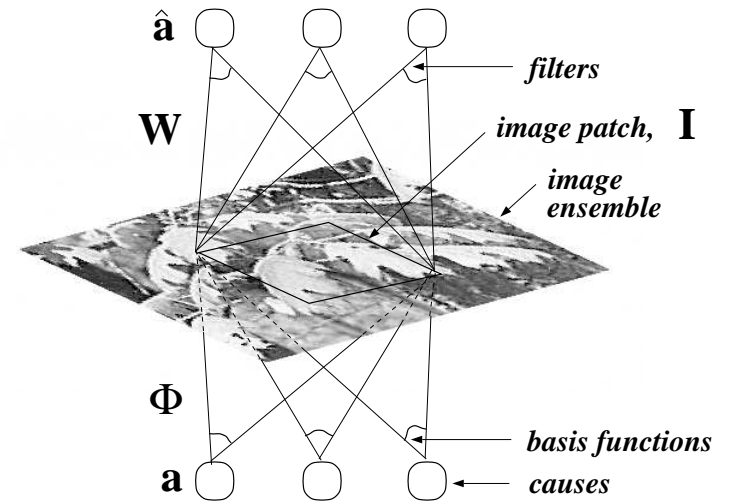 â
filters
W
image patch, I
image
ensemble
Φ
basis functions
a
causes